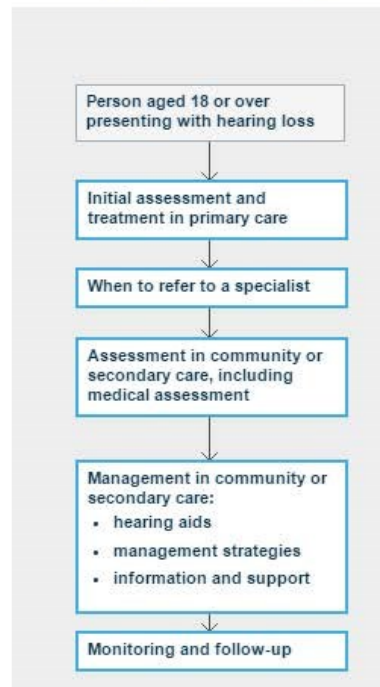 Person aged 18 or over
presenting with hearing loss
Initial assessment and
treatment in primary care
When to refer to a specialist
Assessment in community or
secondary care, including
medical assessment
Management in community or
secondary care:
• hearing aids
• management strategies
• information and support
Monitoring and follow-up